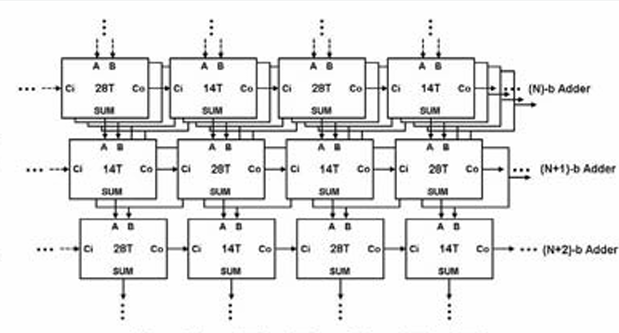 A B A B A B A B
Ci 28T Co Ci 14T Co Ci 28T Co Ci 14T Co (N)-b Adder
SUM SUM SUM SUM
A B A B A B A B
Ci 14T Co Ci 28T Co Ci 14T Co Ci 28T Co (N+1)-b Adder
SUM SUM SUM SUM
A B A B A B A B
Ci 28T Co Ci 14T Co Ci 28T Co Ci 14T Co (N+2)-b Adder
SUM SUM SUM SUM